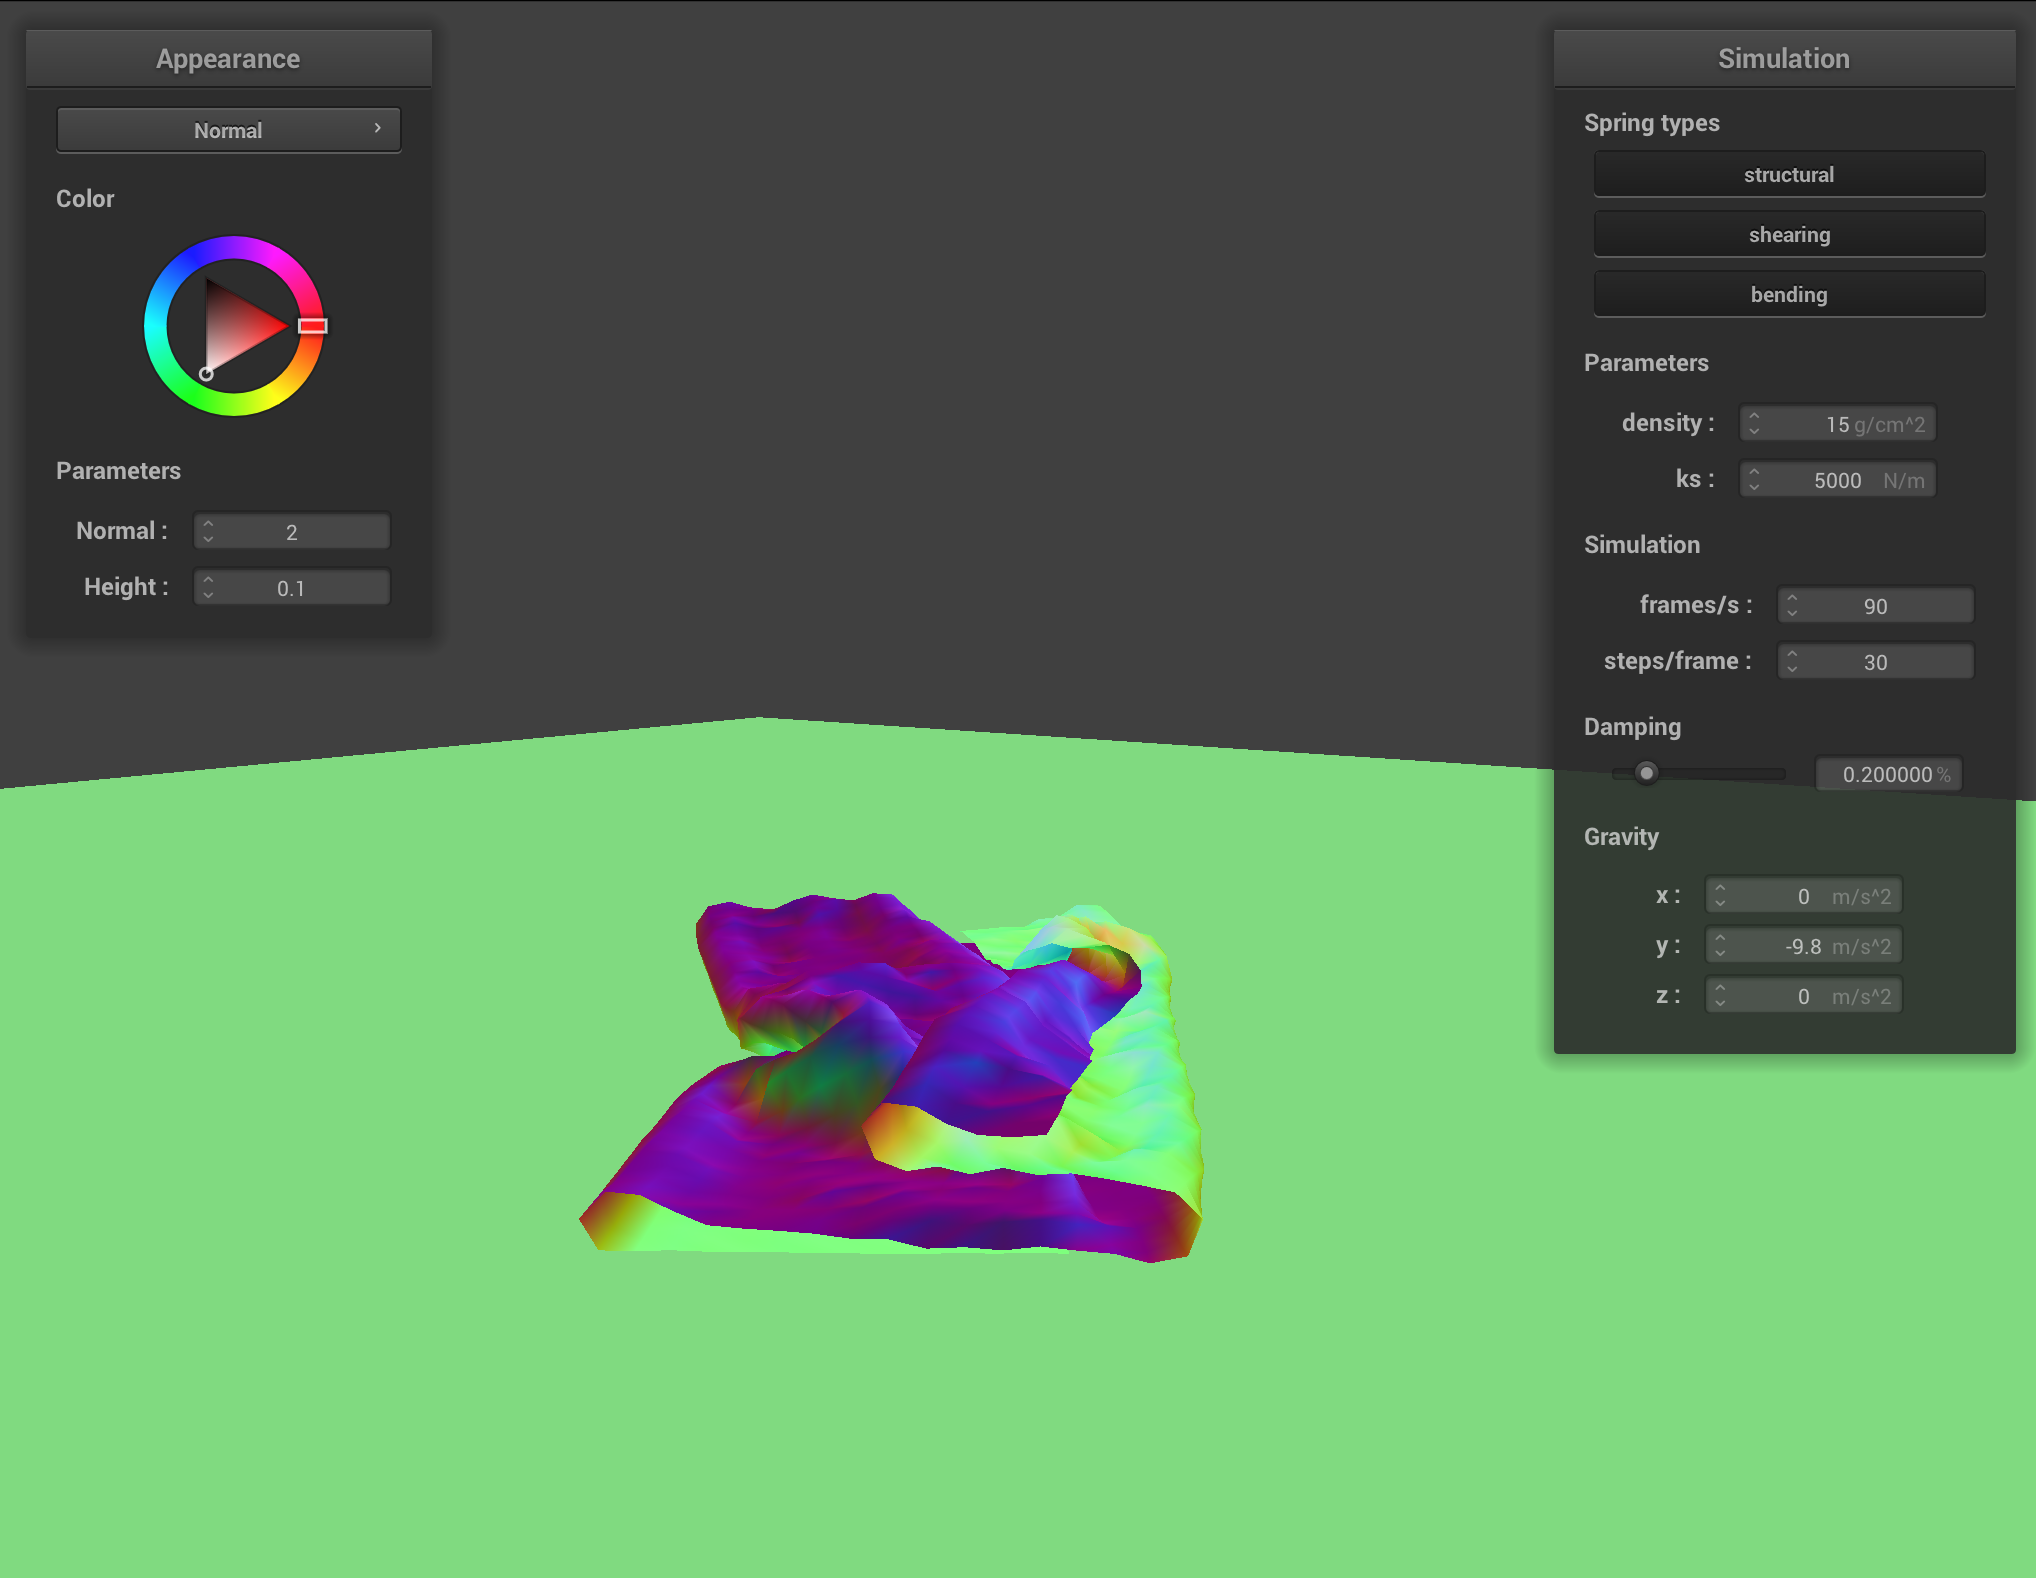 Appearance
Normal
Color
Parameters
Normal : 2
Height : 0.1
Simulation
Spring types
structural
shearing
bending
Parameters
density : 15 g/cm^2
ks : 5000 N/m
Simulation
frames/s : 90
steps/frame : 30
Damping
0.200000 %
Gravity
x : 0 m/s^2
y : -9.8 m/s^2
z : 0 m/s^2